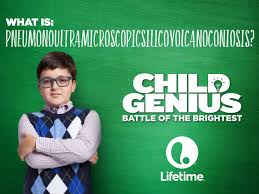 WHAT IS:
PNEUMONOULTRAMICROSCOPICSILICOVOLCANOCONIOSIS?
CHILD
GENIUS
BATTLE OF THE BRIGHTEST
Lifetime